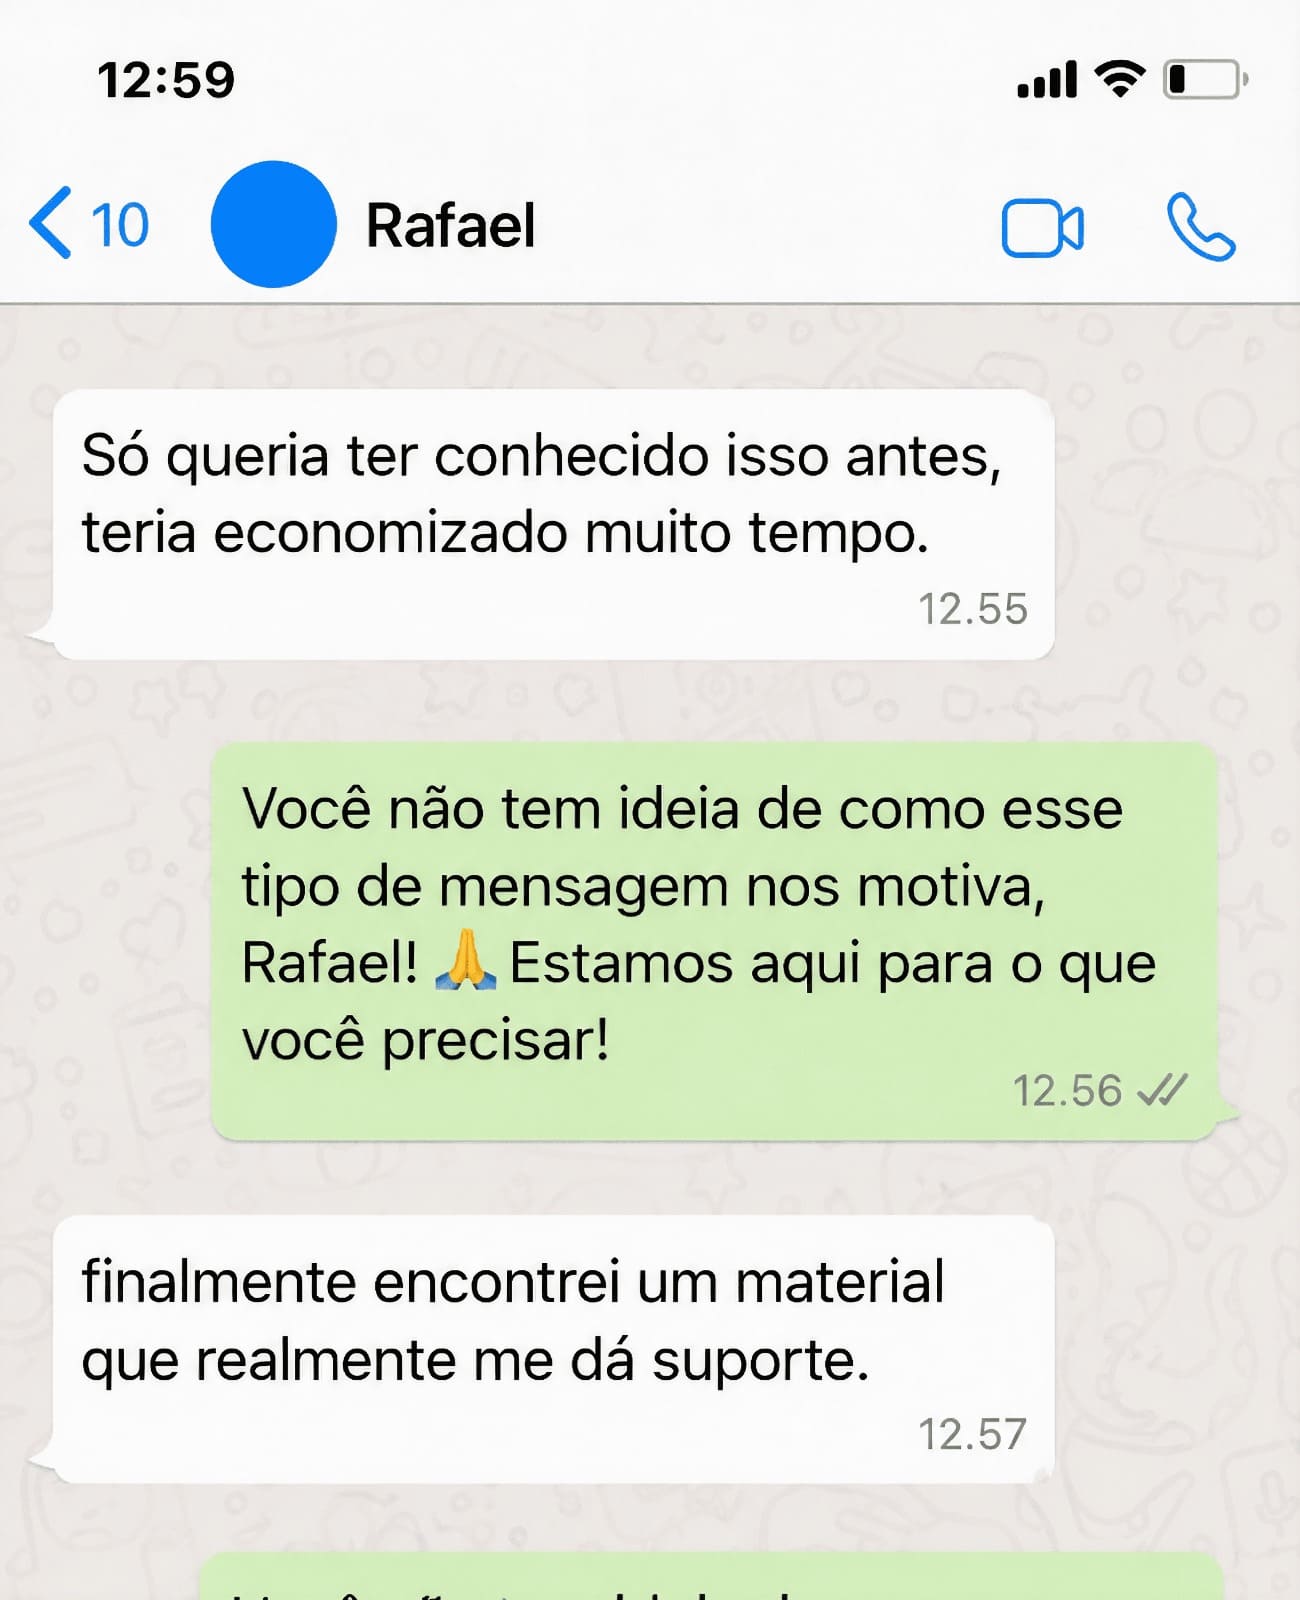 12:59
10 Rafael
Só queria ter conhecido isso antes,
teria economizado muito tempo.
12.55
Você não tem ideia de como esse
tipo de mensagem nos motiva,
Rafael! 🙏 Estamos aqui para o que
você precisar!
12.56
finalmente encontrei um material
que realmente me dá suporte.
12.57